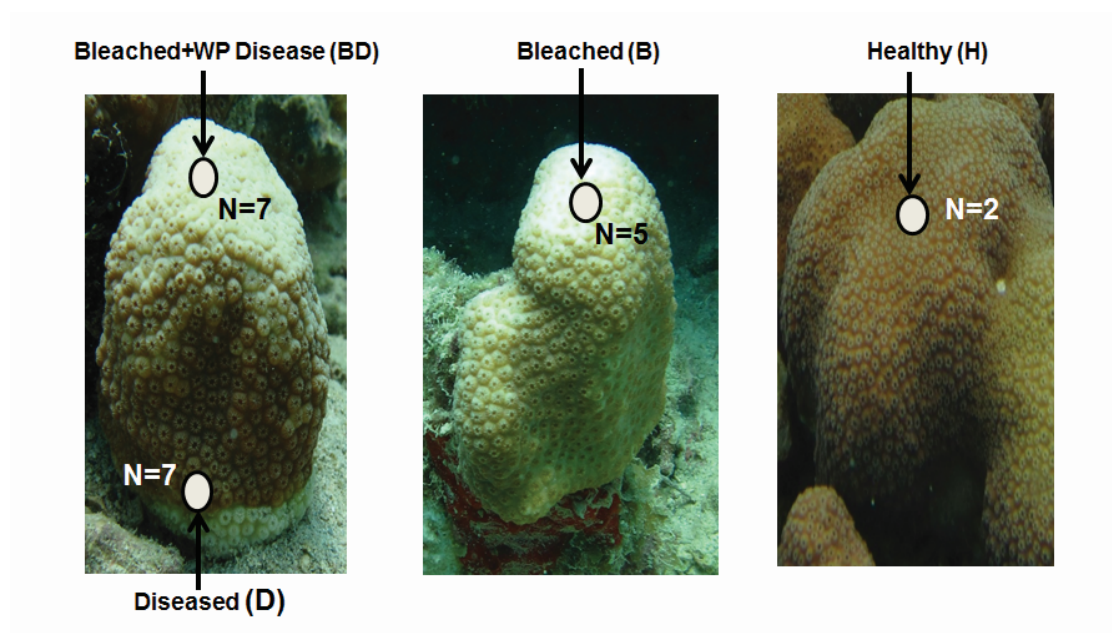 Bleached+WP Disease (BD)
Bleached (B)
Healthy (H)
N=7
N=5
N=2
N=7
Diseased (D)